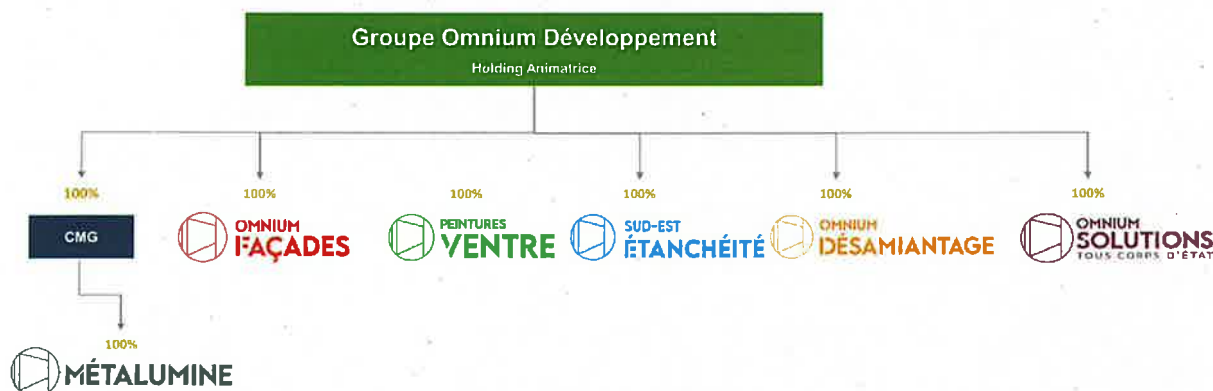 Groupe Omnium Développement
Holding Animatrice
100%
100%
100%
100%
100%
100%
CMG
OMNIUM
FAÇADES
PEINTURES
VENTRE
SUD-EST
ÉTANCHÉITÉ
OMNIUM
DÉSAMIANTAGE
OMNIUM
SOLUTIONS
TOUS CORPS D'ÉTAT
100%
MÉTALUMINE